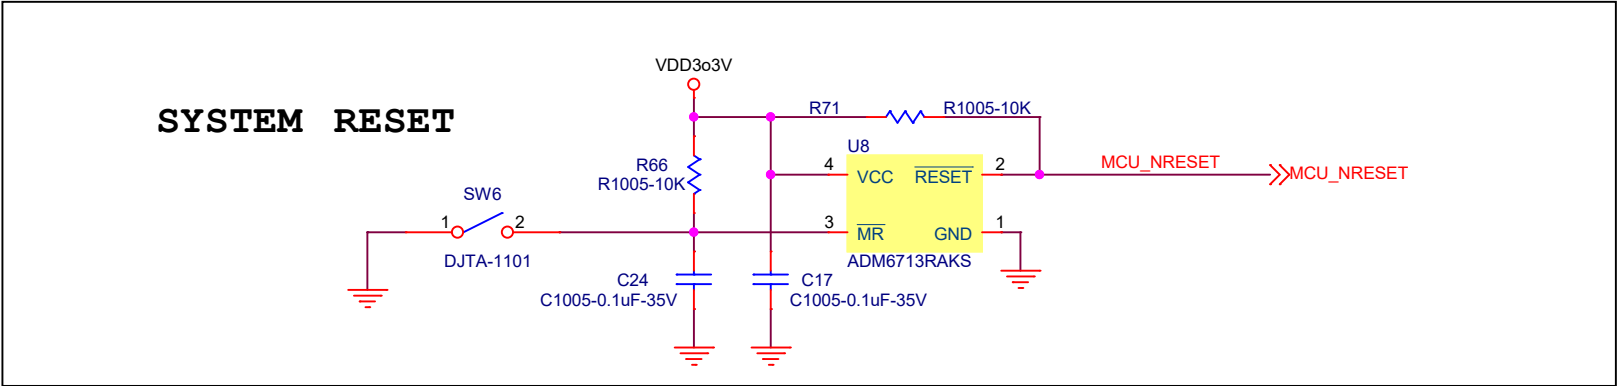 VDD3o3V
SYSTEM RESET
R71 R1005-10K
U8
R66
R1005-10K
4 VCC RESET 2
MCU_NRESET
MCU_NRESET
SW6
1 2
3 MR GND 1
DJTA-1101
ADM6713RAKS
C24
C1005-0.1uF-35V
C17
C1005-0.1uF-35V